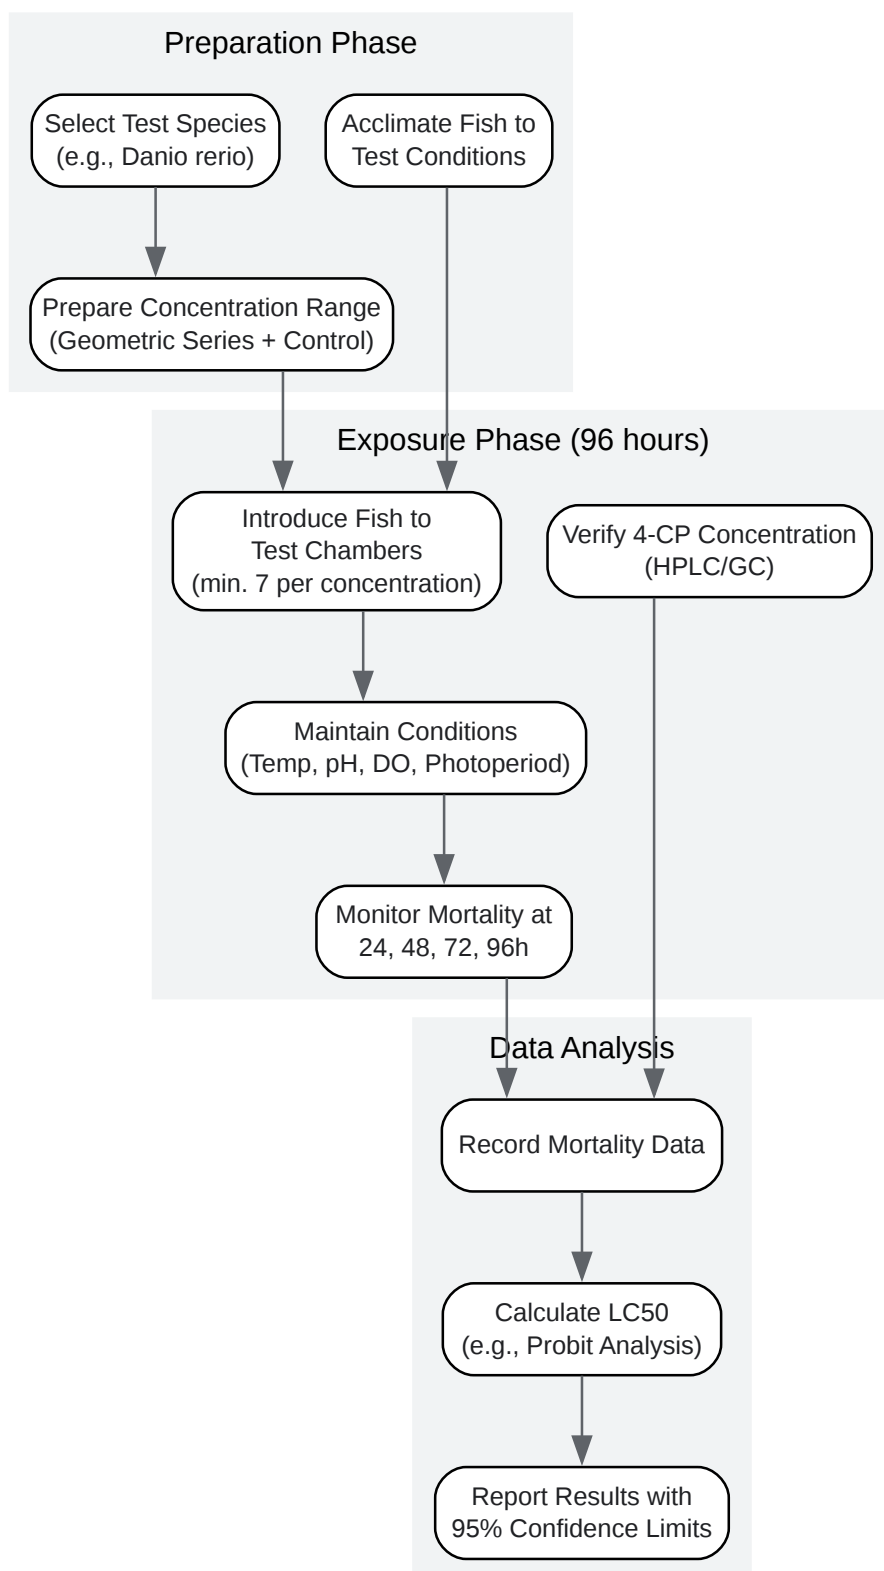 Preparation Phase
Select Test Species
(e.g., Danio rerio)
Acclimate Fish to
Test Conditions
Prepare Concentration Range
(Geometric Series + Control)
Exposure Phase (96 hours)
Introduce Fish to
Test Chambers
(min. 7 per concentration)
Verify 4-CP Concentration
(HPLC/GC)
Maintain Conditions
(Temp, pH, DO, Photoperiod)
Monitor Mortality at
24, 48, 72, 96h
Data Analysis
Record Mortality Data
Calculate LC50
(e.g., Probit Analysis)
Report Results with
95% Confidence Limits